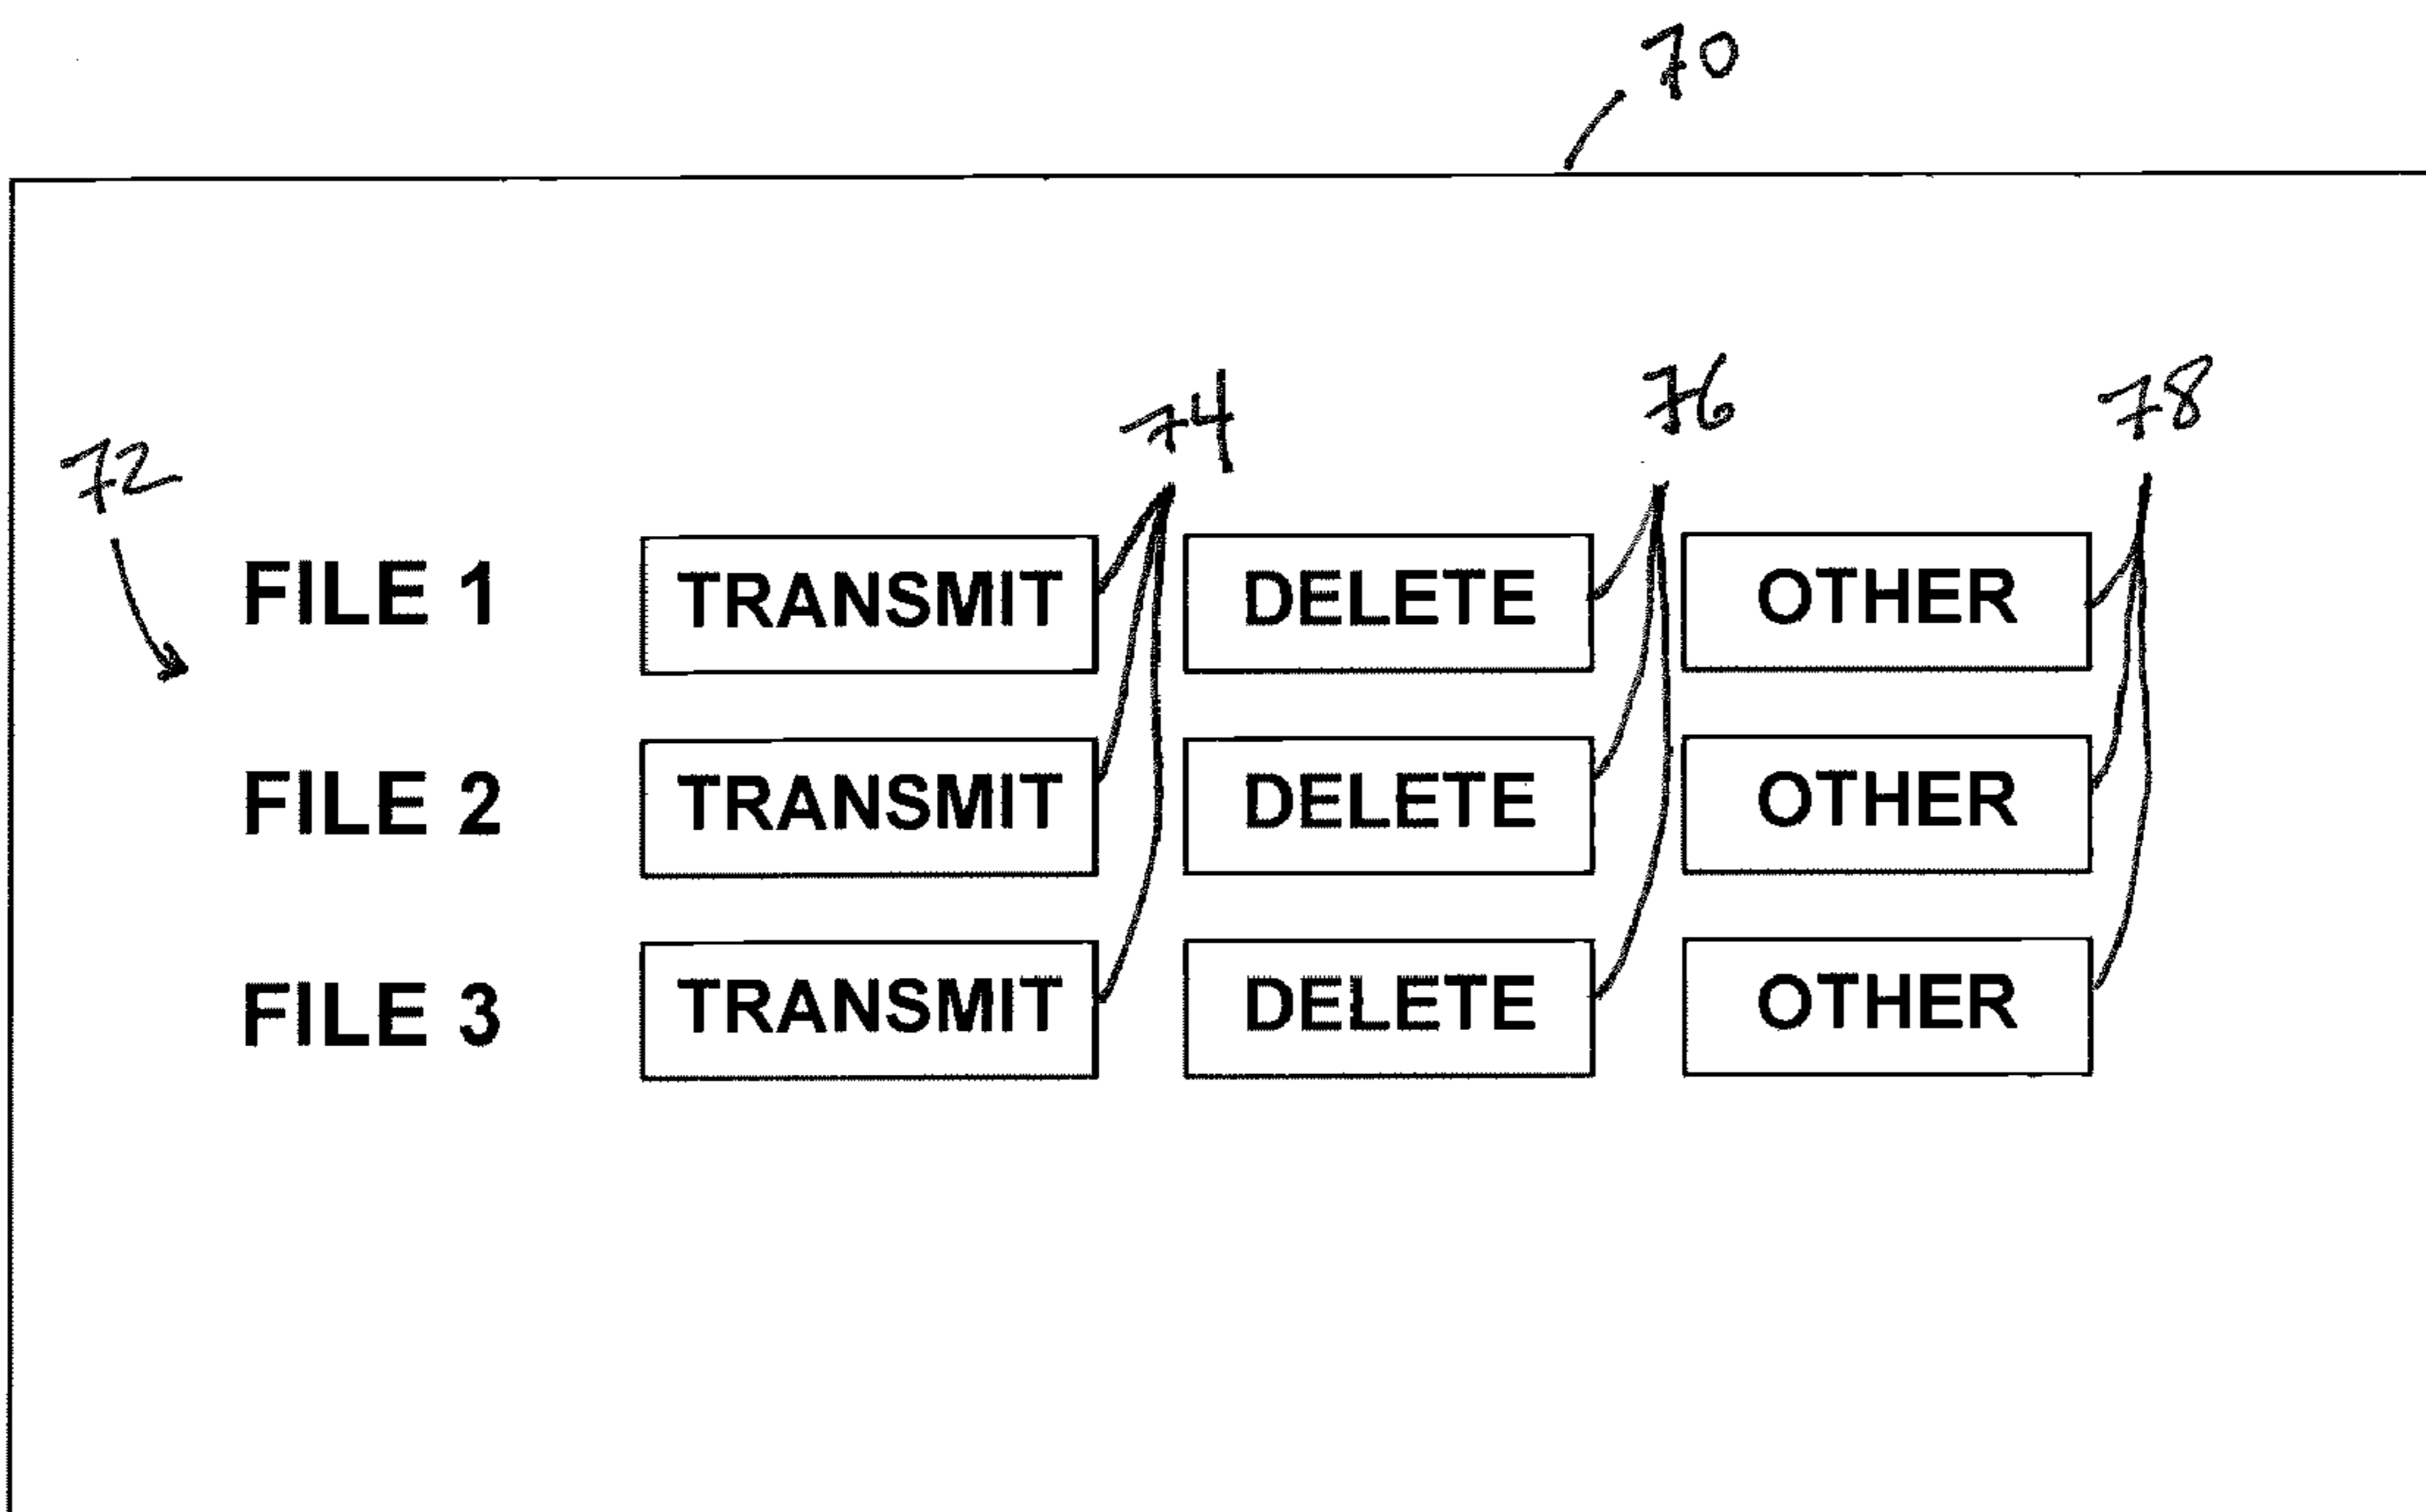 70
72 74 76 78
FILE 1 TRANSMIT DELETE OTHER
FILE 2 TRANSMIT DELETE OTHER
FILE 3 TRANSMIT DELETE OTHER